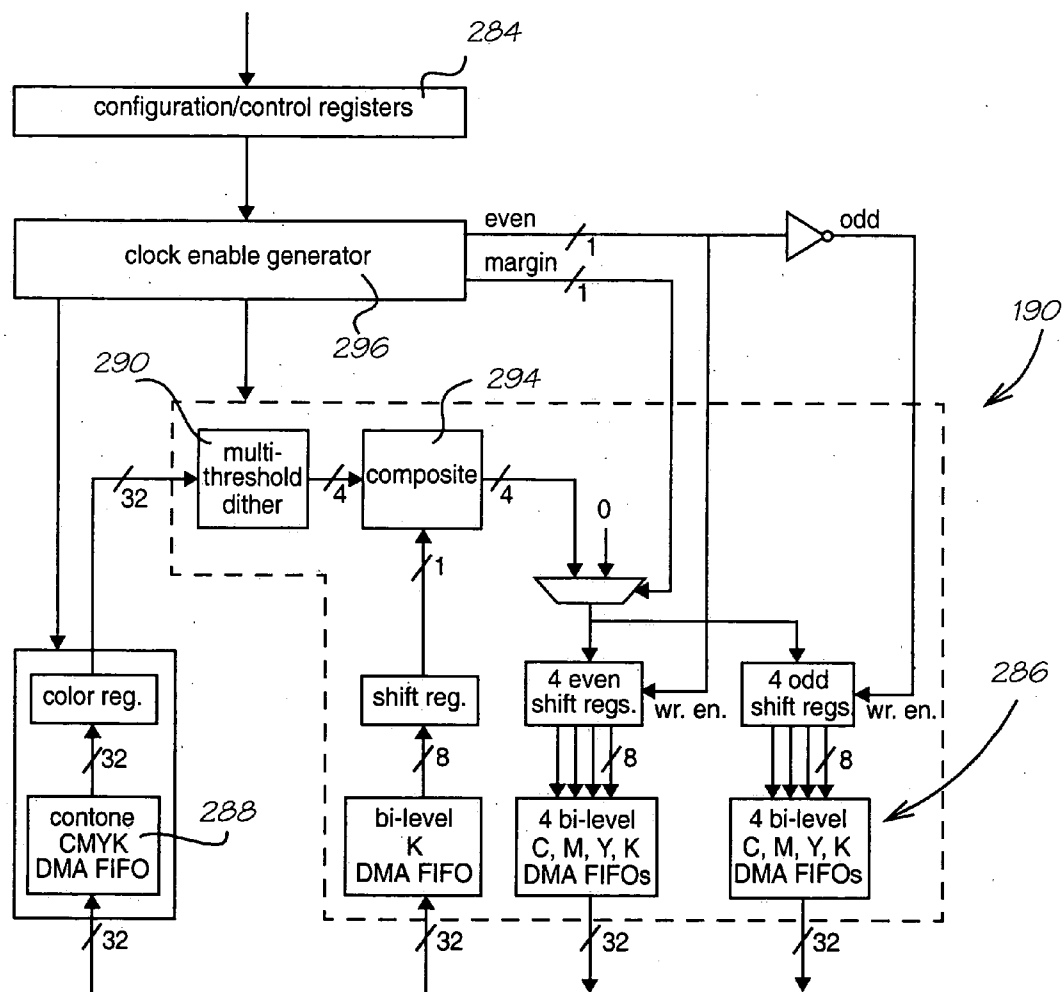 284
configuration/control registers
even
odd
1
clock enable generator
margin
1
190
296
290
294
multi-
threshold
dither
composite
32
4
4
0
1
286
color reg.
shift reg.
4 even
shift regs.
wr. en.
4 odd
shift regs.
wr. en.
32
8
8
8
contone
CMYK
DMA FIFO
288
bi-level
K
DMA FIFO
4 bi-level
C, M, Y, K
DMA FIFOs
4 bi-level
C, M, Y, K
DMA FIFOs
32
32
32
32